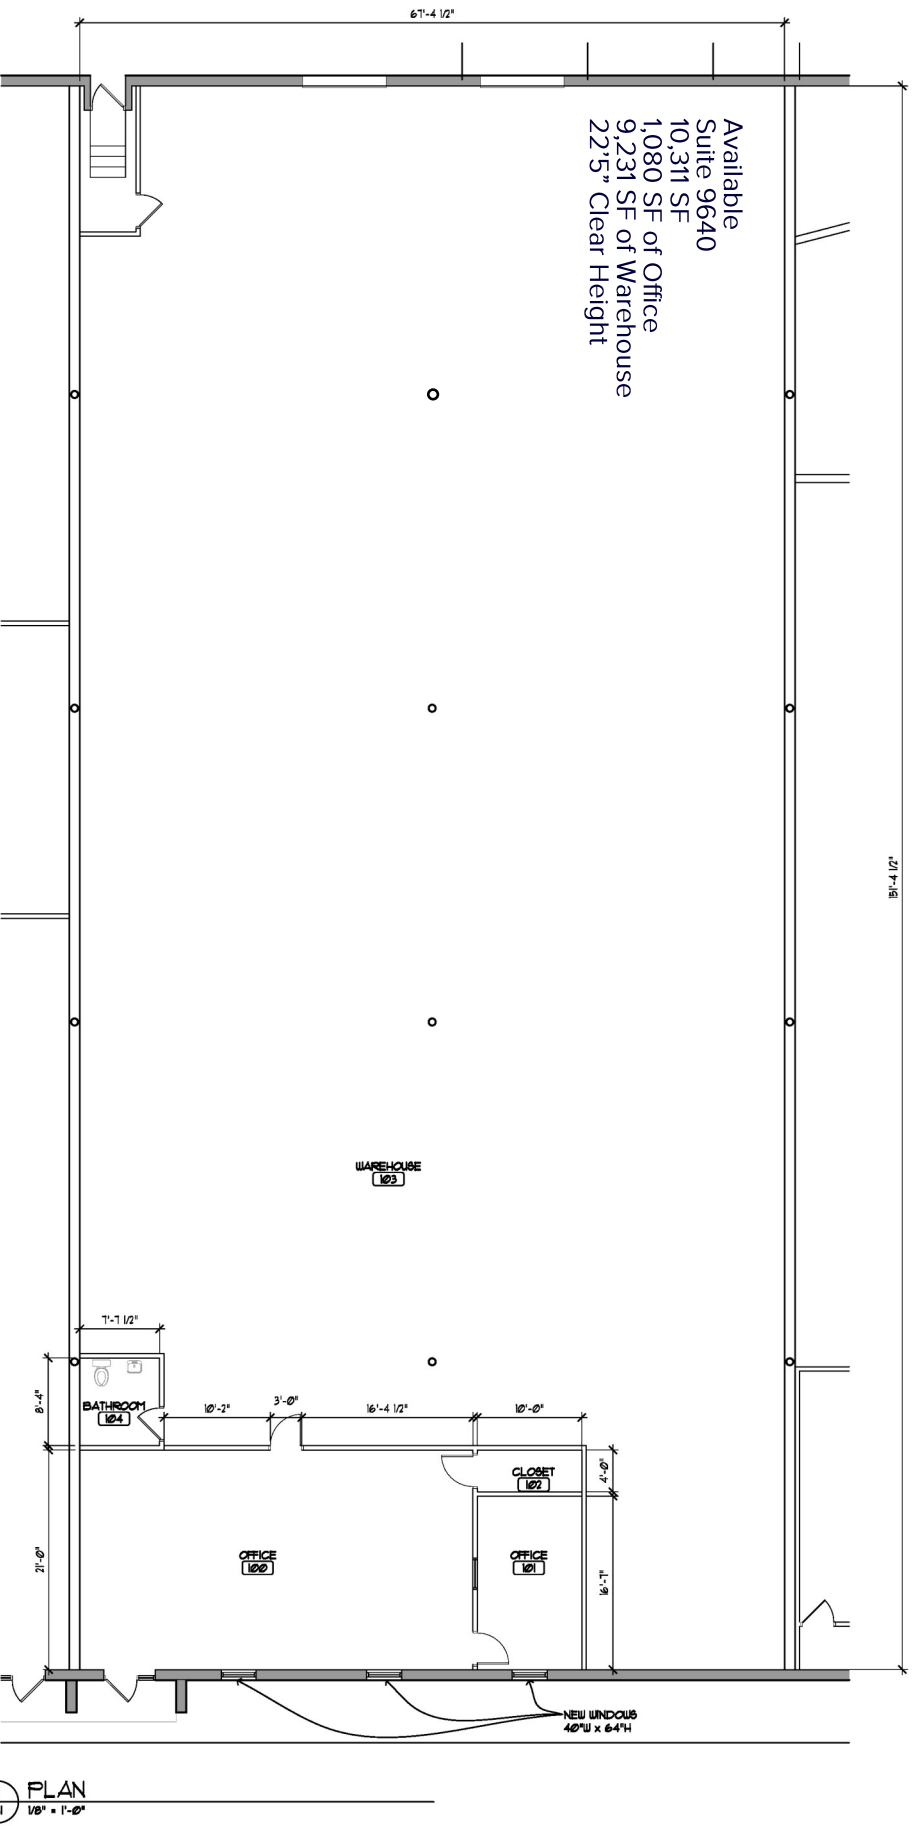 67'-4 1/2"
Available
Suite 9640
10,311 SF
1,080 SF of Office
9,231 SF of Warehouse
22'5" Clear Height
151'-4 1/2"
WAREHOUSE
103
7'-7 1/2"
8'-4"
BATHROOM
104
10'-2"
3'-0"
16'-4 1/2"
10'-0"
CLOSET
102
4'-0"
21'-0"
OFFICE
100
OFFICE
101
16'-7"
NEW WINDOWS
40"W x 64"H
PLAN
1/8" = 1'-0"